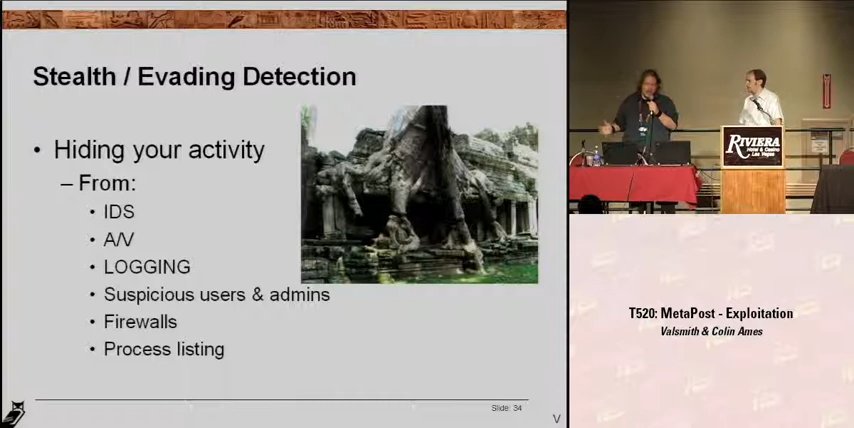 Stealth / Evading Detection
• Hiding your activity
– From:
• IDS
• A/V
• LOGGING
• Suspicious users & admins
• Firewalls
• Process listing
Slide: 34
V
RIVIERA
Hotel & Casino
Las Vegas
T520: MetaPost - Exploitation
Valsmith & Colin Ames